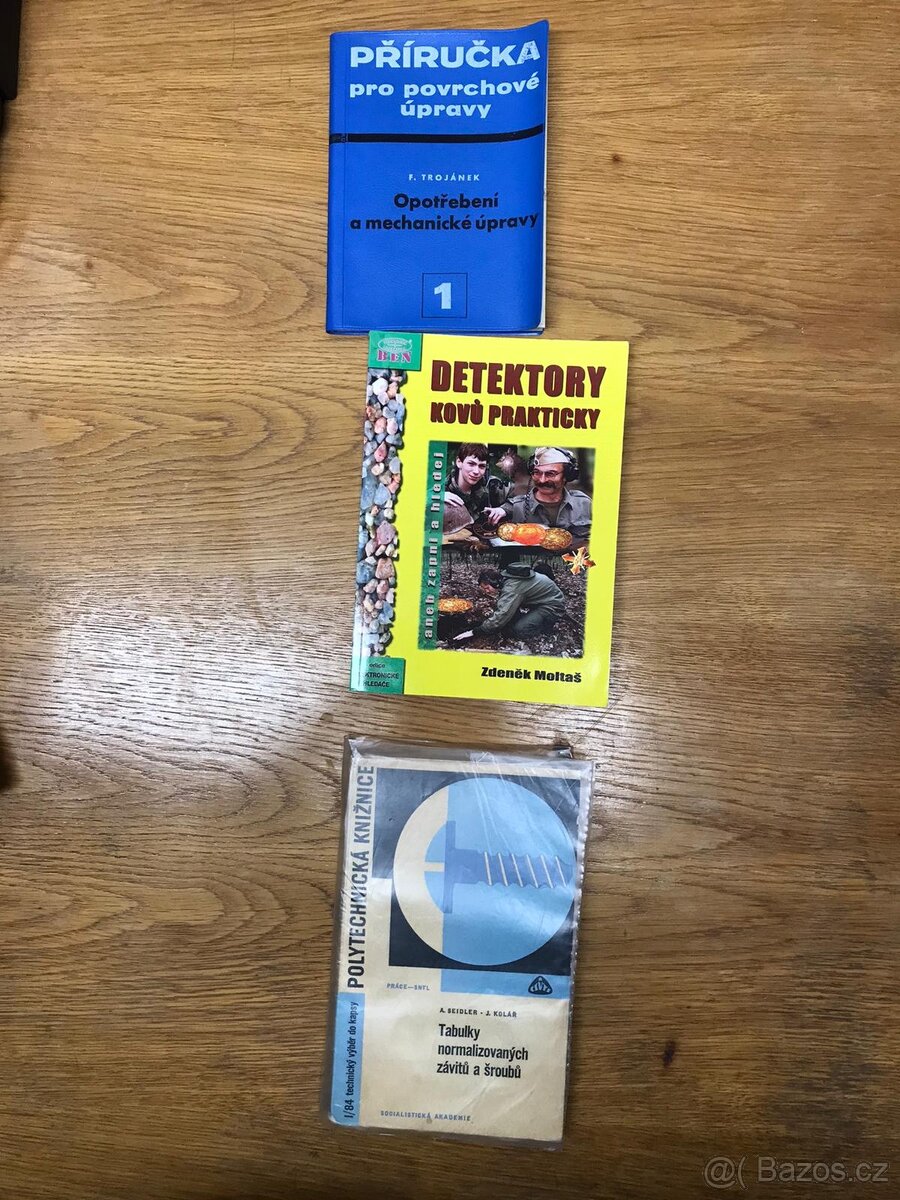 PŘÍRUČKA
pro povrchové
úpravy
F. TROJÁNEK
Opotřebení
a mechanické úpravy
1
BEN
DETEKTORY
KOVŮ PRAKTICKY
aneb zapni a hledej
edice
Zdeněk Moltaš
POLYTECHNICKÁ KNIŽNICE
I/84 technický výběr do kapsy
PRÁCE—SNTL
A. SEIDLER - J. KOLÁŘ
Tabulky
normalizovaných
závitů a šroubů
SOCIALISTICKÁ AKADEMIE
@( Bazos.cz